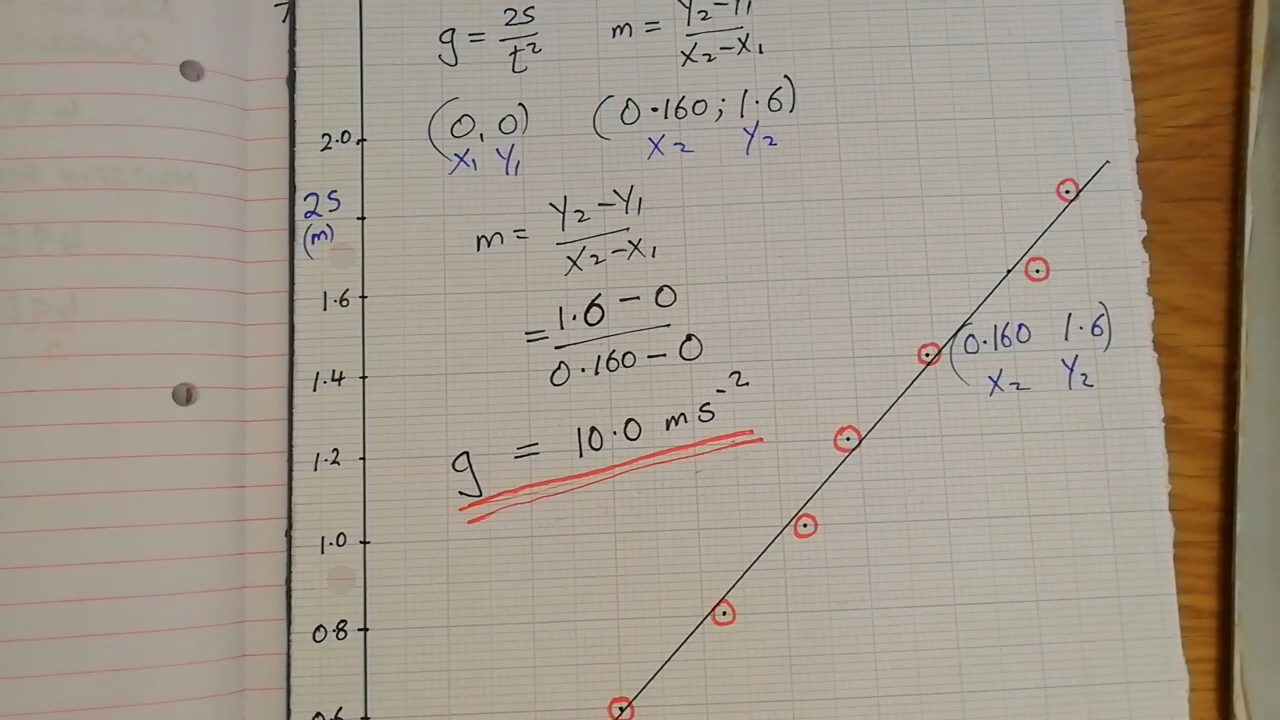 g = 2s/t² m = Y₂-Y₁/X₂-X₁
(0, 0) (0.160; 1.6)
X₁ Y₁ X₂ Y₂
2.0
2S
(m)
m = Y₂-Y₁/X₂-X₁
1.6
= 1.6 - 0/0.160 - 0
(0.160 1.6)
X₂ Y₂
1.4
g = 10.0 ms⁻²
1.2
1.0
0.8
0.6